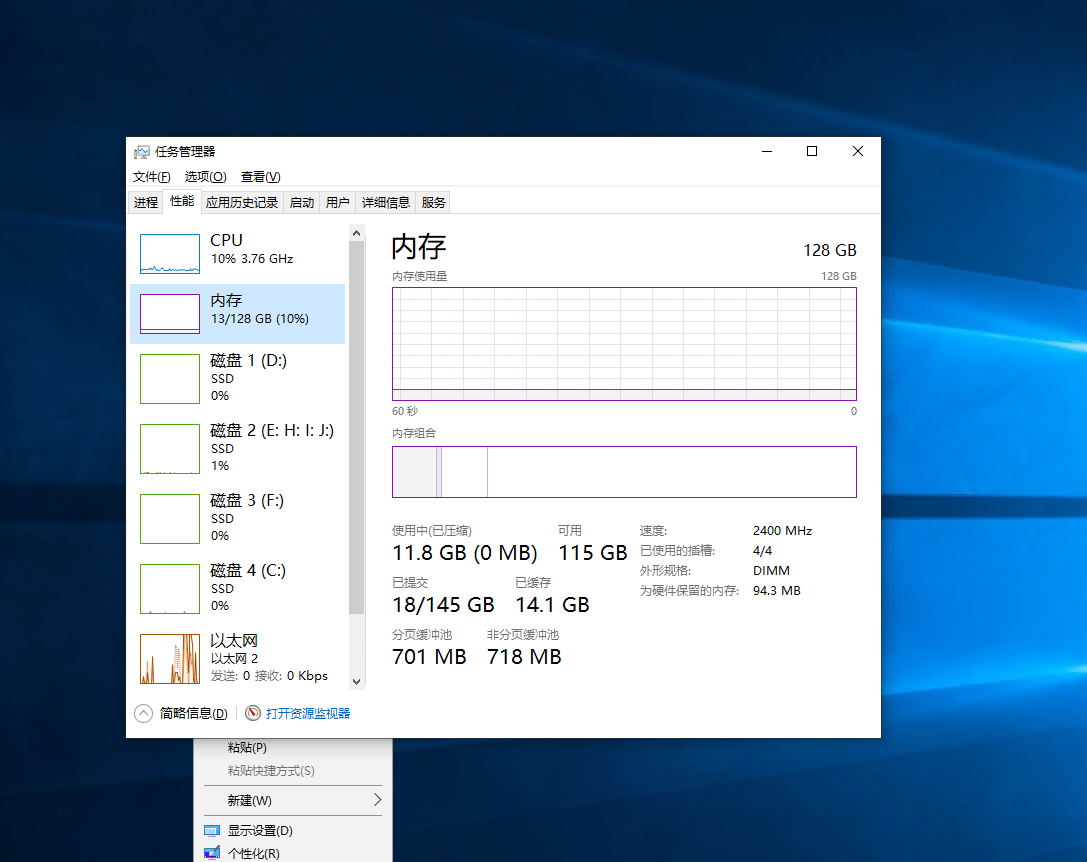 任务管理器
文件(F) 选项(O) 查看(V)
进程 性能 应用历史记录 启动 用户 详细信息 服务
CPU
10% 3.76 GHz
内存
13/128 GB (10%)
磁盘 1 (D:)
SSD
0%
磁盘 2 (E: H: I: J:)
SSD
1%
磁盘 3 (F:)
SSD
0%
磁盘 4 (C:)
SSD
0%
以太网
以太网 2
发送: 0 接收: 0 Kbps
内存 128 GB
内存使用量 128 GB
60 秒 0
内存组合
使用中(已压缩) 可用
11.8 GB (0 MB) 115 GB
已提交 已缓存
18/145 GB 14.1 GB
分页缓冲池 非分页缓冲池
701 MB 718 MB
速度: 2400 MHz
已使用的插槽: 4/4
外形规格: DIMM
为硬件保留的内存: 94.3 MB
简略信息(D) 打开资源监视器
粘贴(P)
粘贴快捷方式(S)
新建(W)
显示设置(D)
个性化(R)